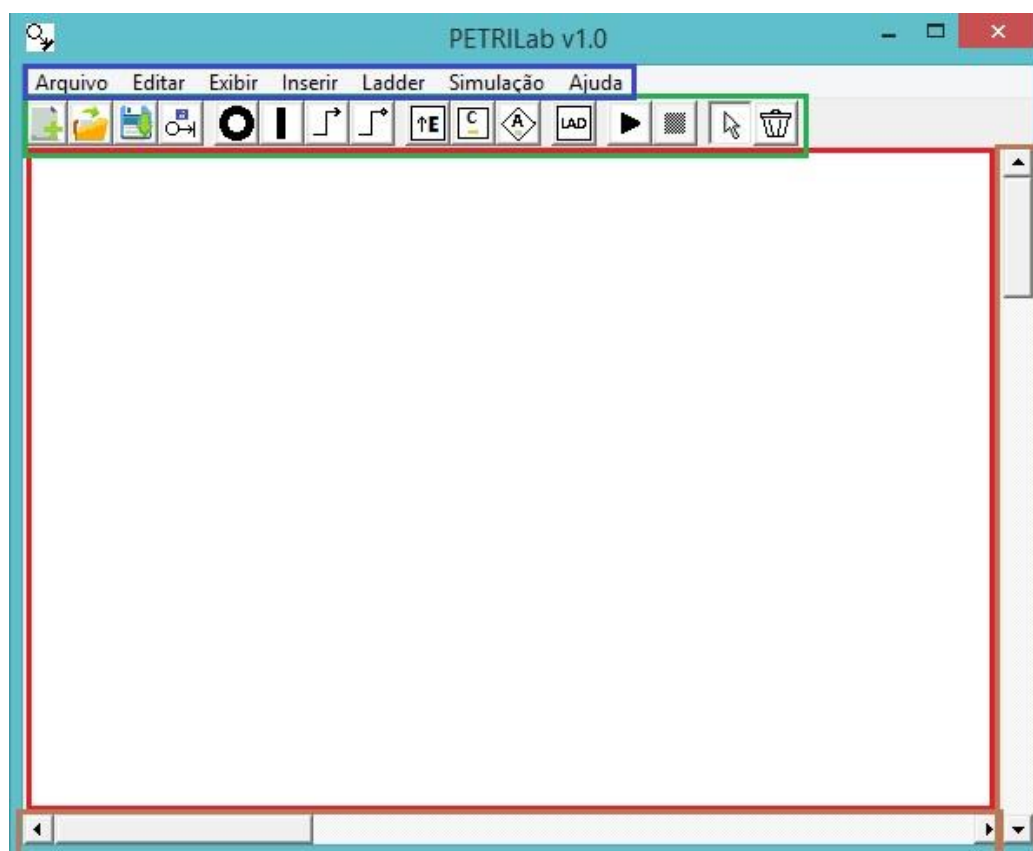 PETRILab v1.0
Arquivo Editar Exibir Inserir Ladder Simulação Ajuda
↑E C A LAD